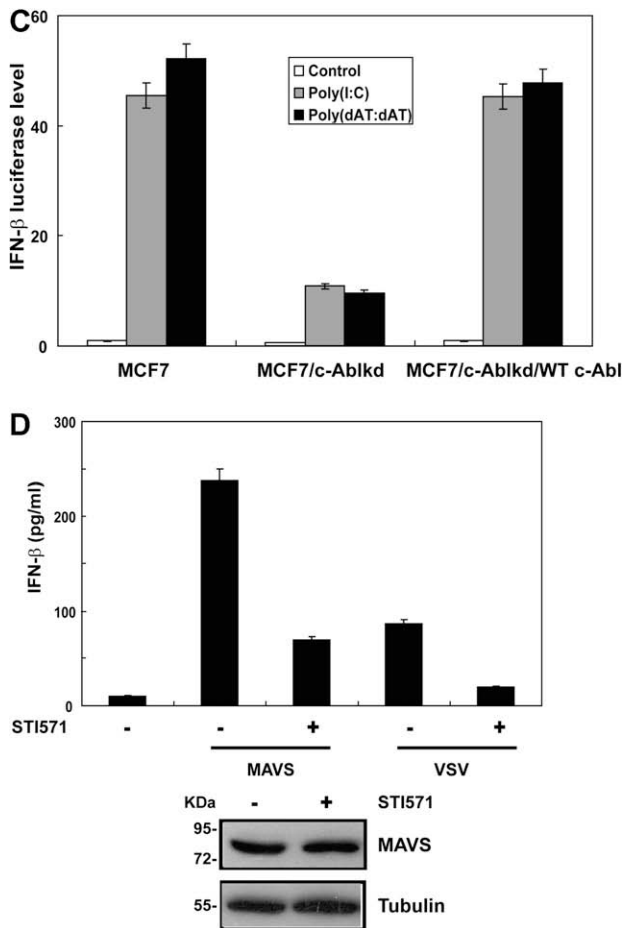 C
60
40
20
0
IFN-β luciferase level
Control
Poly(I:C)
Poly(dAT:dAT)
MCF7 MCF7/c-Ablkd MCF7/c-Ablkd/WT c-Abl
D
300
200
100
0
IFN-β (pg/ml)
STI571 - - + - +
MAVS VSV
KDa - + STI571
95-
72-
MAVS
55-
Tubulin